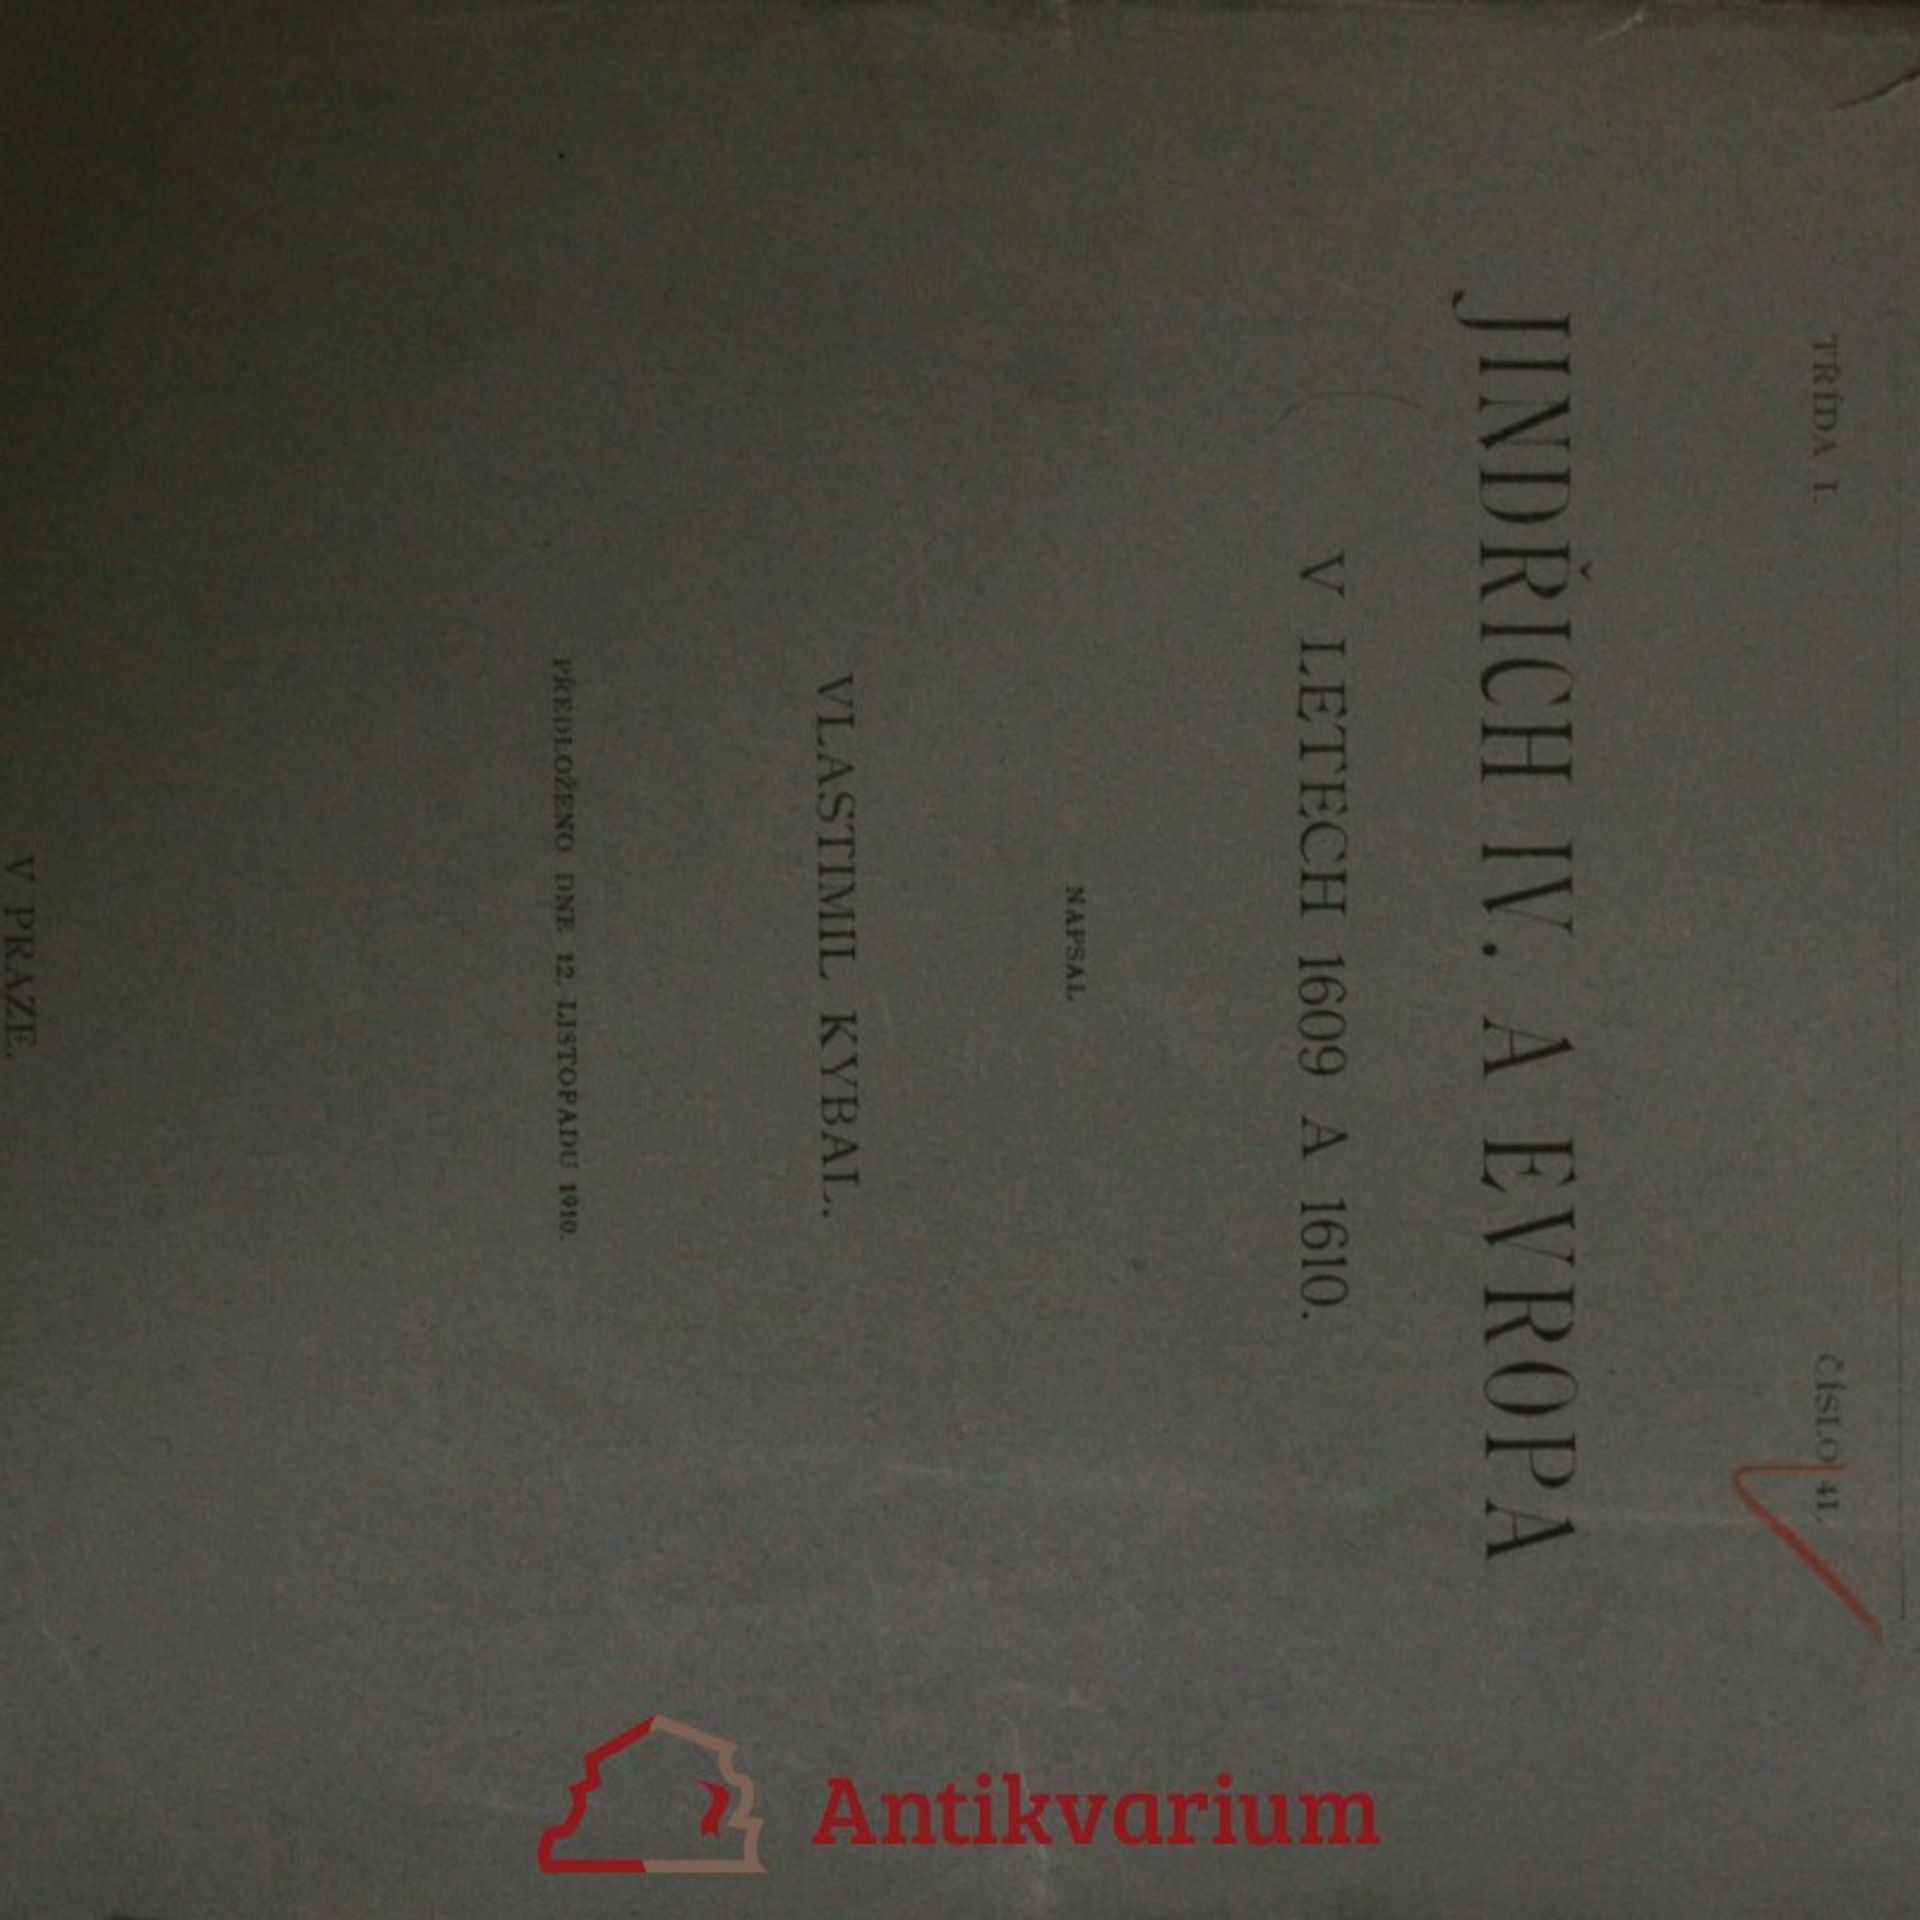 TŘÍDA I. ČÍSLO 41.
JINDŘICH IV. A EVROPA
V LETECH 1609 A 1610.
NAPSAL
VLASTIMIL KYBAL.
PŘEDLOŽENO DNE 12. LISTOPADU 1910.
V PRAZE.
Antikvarium